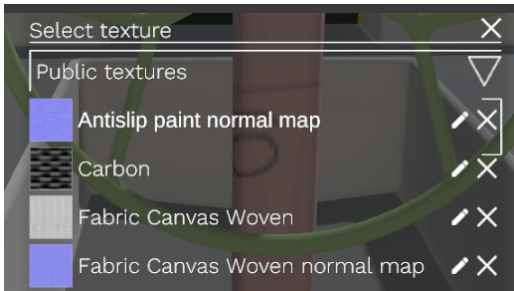 Select texture
Public textures
Antislip paint normal map
Carbon
Fabric Canvas Woven
Fabric Canvas Woven normal map